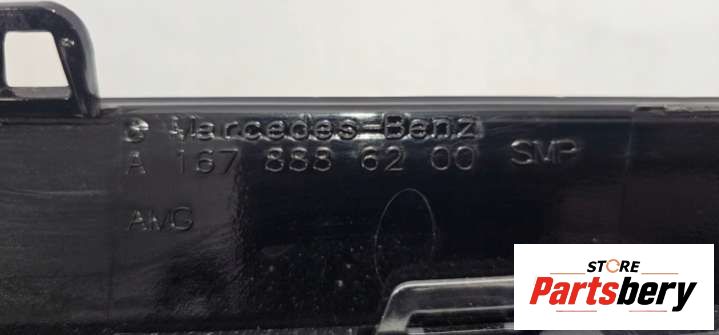 Mercedes-Benz
A 167 888 62 00 SMP
AMG
STORE
Partsbery